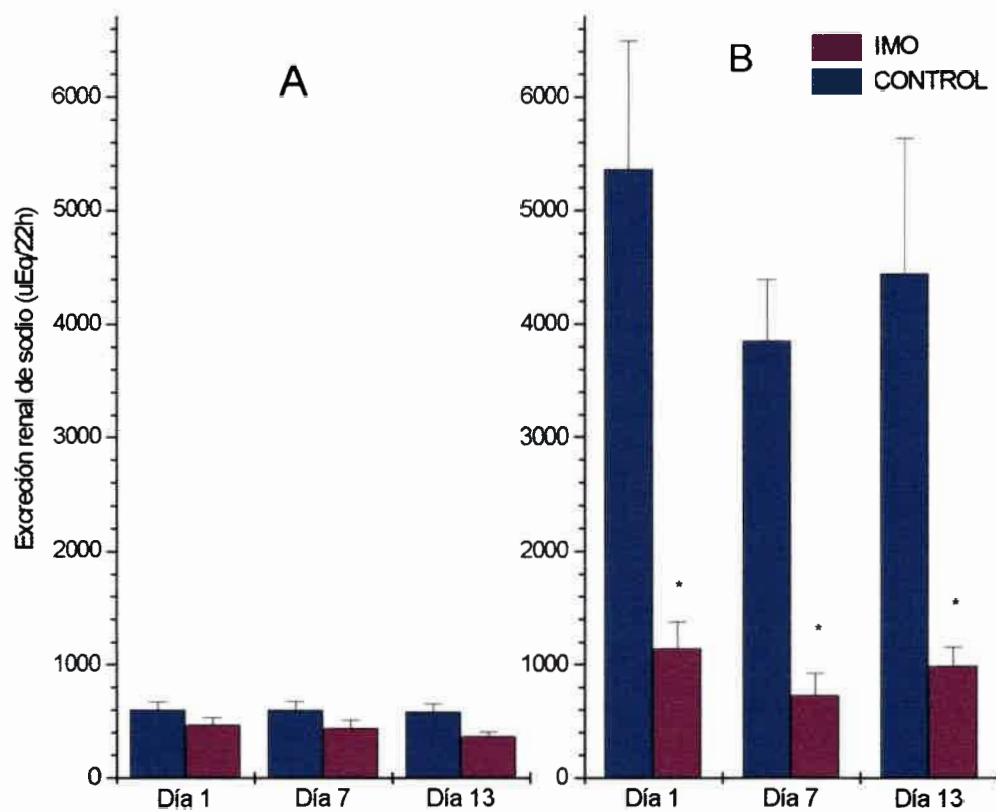 A
B
IMO
CONTROL
Excreción renal de sodio (uEq/22h)
6000
5000
4000
3000
2000
1000
0
6000
5000
4000
3000
2000
1000
0
*
*
*
Día 1
Día 7
Día 13
Día 1
Día 7
Día 13